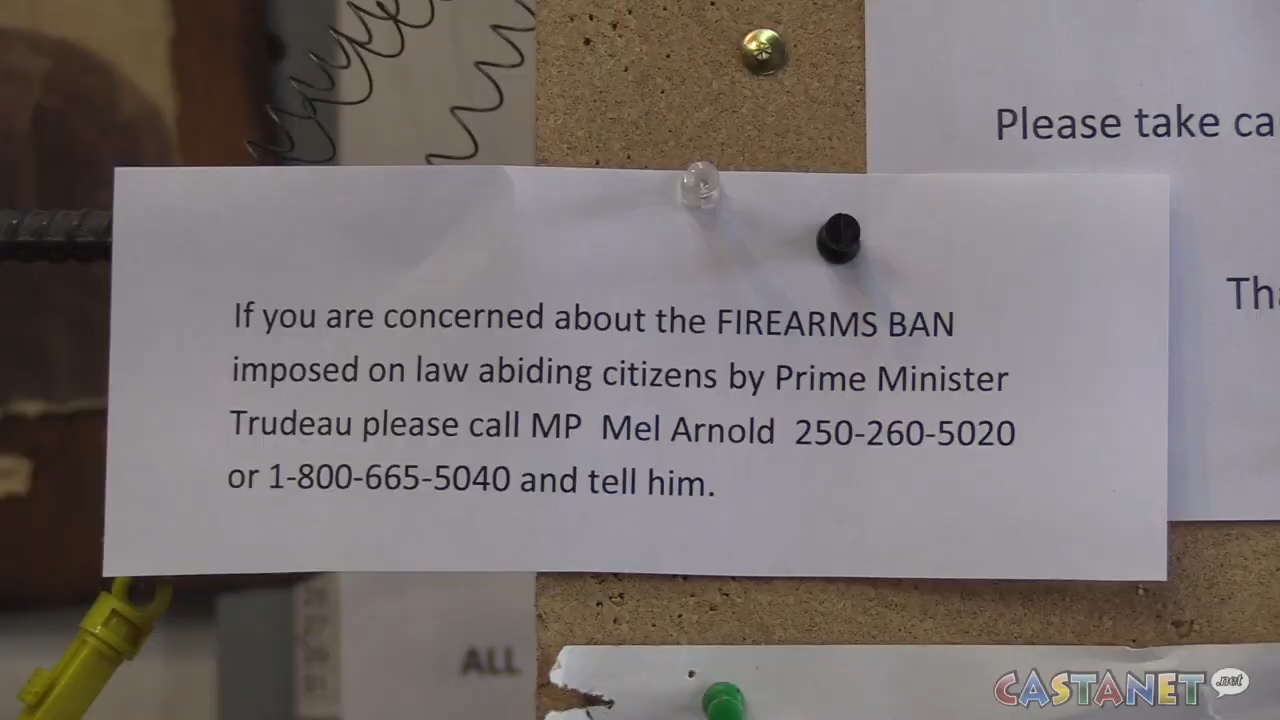 Please take ca
Th
If you are concerned about the FIREARMS BAN
imposed on law abiding citizens by Prime Minister
Trudeau please call MP  Mel Arnold  250-260-5020
or 1-800-665-5040 and tell him.
ALL
CASTANET.net